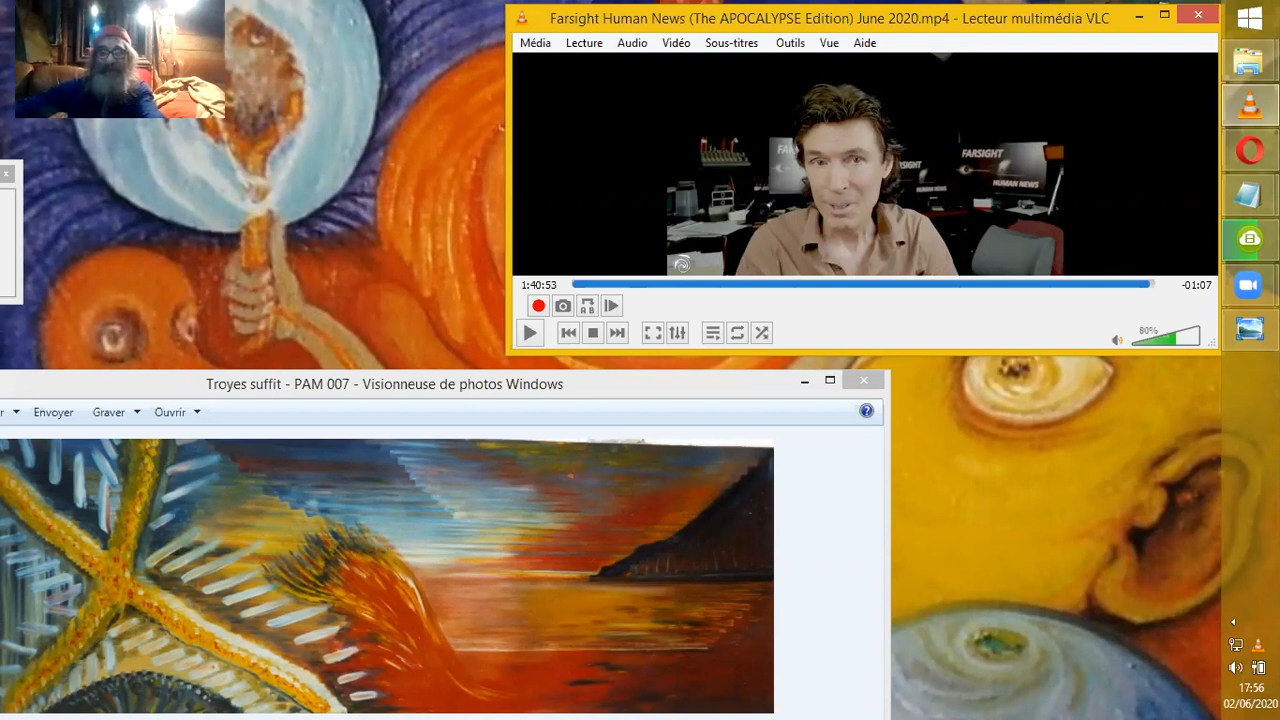 Farsight Human News (The APOCALYPSE Edition) June 2020.mp4 - Lecteur multimédia VLC
Média Lecture Audio Vidéo Sous-titres Outils Vue Aide
FARSIGHT
HUMAN NEWS
HUMAN NEWS
1:40:53
-01:07
A B
80%
Troyes suffit - PAM 007 - Visionneuse de photos Windows
Envoyer Graver Ouvrir
17:56
02/06/2020